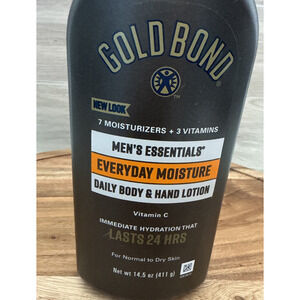 GOLD BOND
™
NEW LOOK
7 MOISTURIZERS + 3 VITAMINS
MEN'S ESSENTIALS*
EVERYDAY MOISTURE
DAILY BODY & HAND LOTION
Vitamin C
IMMEDIATE HYDRATION THAT
LASTS 24 HRS
For Normal to Dry Skin
Net wt 14.5 oz (411 g)